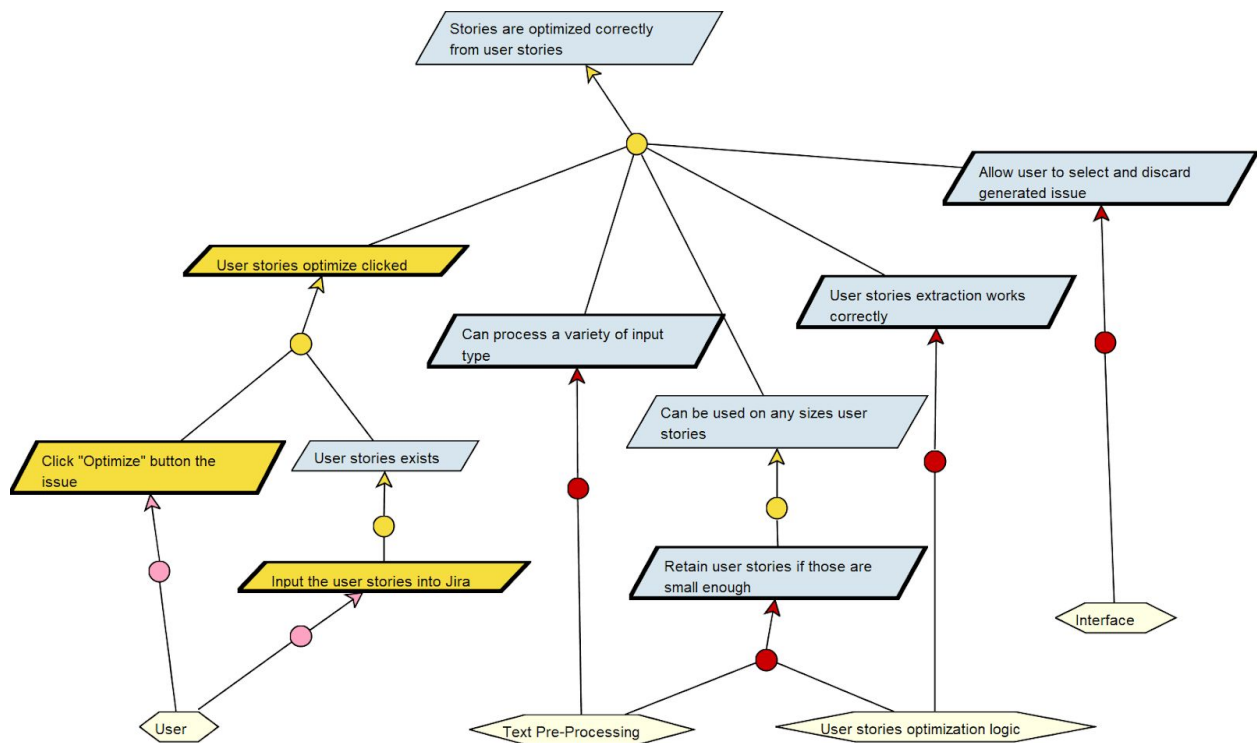 Stories are optimized correctly
from user stories
Allow user to select and discard
generated issue
User stories optimize clicked
User stories extraction works
correctly
Can process a variety of input
type
Can be used on any sizes user
stories
Click "Optimize" button the
issue
User stories exists
Input the user stories into Jira
Retain user stories if those are
small enough
Interface
User
Text Pre-Processing
User stories optimization logic